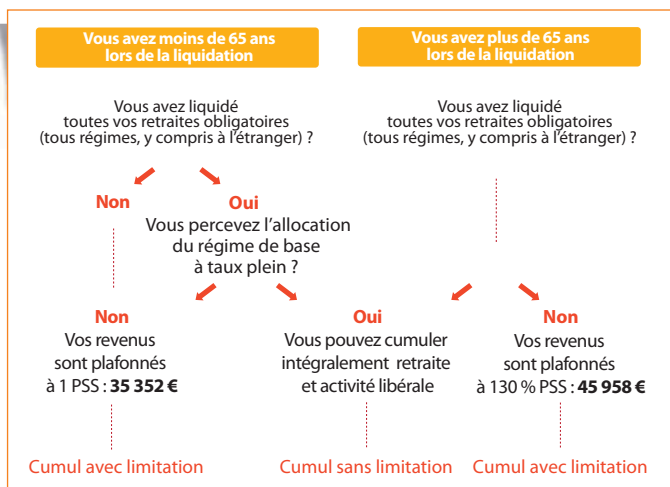 Vous avez moins de 65 ans
lors de la liquidation
Vous avez plus de 65 ans
lors de la liquidation
Vous avez liquidé
toutes vos retraites obligatoires
(tous régimes, y compris à l'étranger) ?
Vous avez liquidé
toutes vos retraites obligatoires
(tous régimes, y compris à l'étranger) ?
Non
Oui
Vous percevez l'allocation
du régime de base
à taux plein ?
Non
Vos revenus
sont plafonnés
à 1 PSS : 35 352 €
Oui
Vous pouvez cumuler
intégralement retraite
et activité libérale
Non
Vos revenus
sont plafonnés
à 130 % PSS : 45 958 €
Cumul avec limitation
Cumul sans limitation
Cumul avec limitation